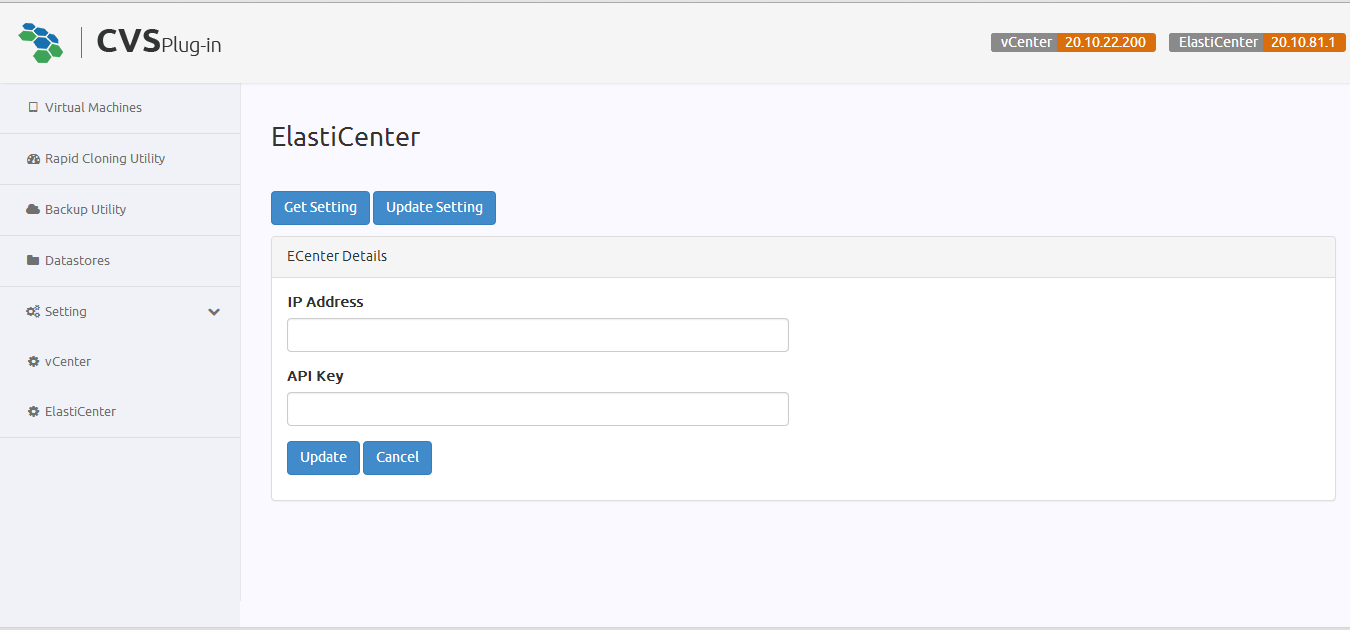 CVSPlug-in
vCenter 20.10.22.200 ElastiCenter 20.10.81.1
Virtual Machines
Rapid Cloning Utility
Backup Utility
Datastores
Setting
vCenter
ElastiCenter
ElastiCenter
Get Setting Update Setting
ECenter Details
IP Address
API Key
Update Cancel